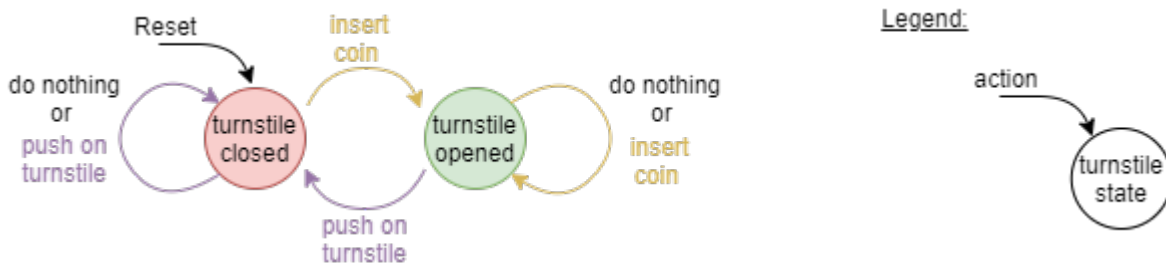 Reset
insert
coin
do nothing
or
push on
turnstile
turnstile
closed
turnstile
opened
push on
turnstile
do nothing
or
insert
coin
Legend:
action
turnstile
state